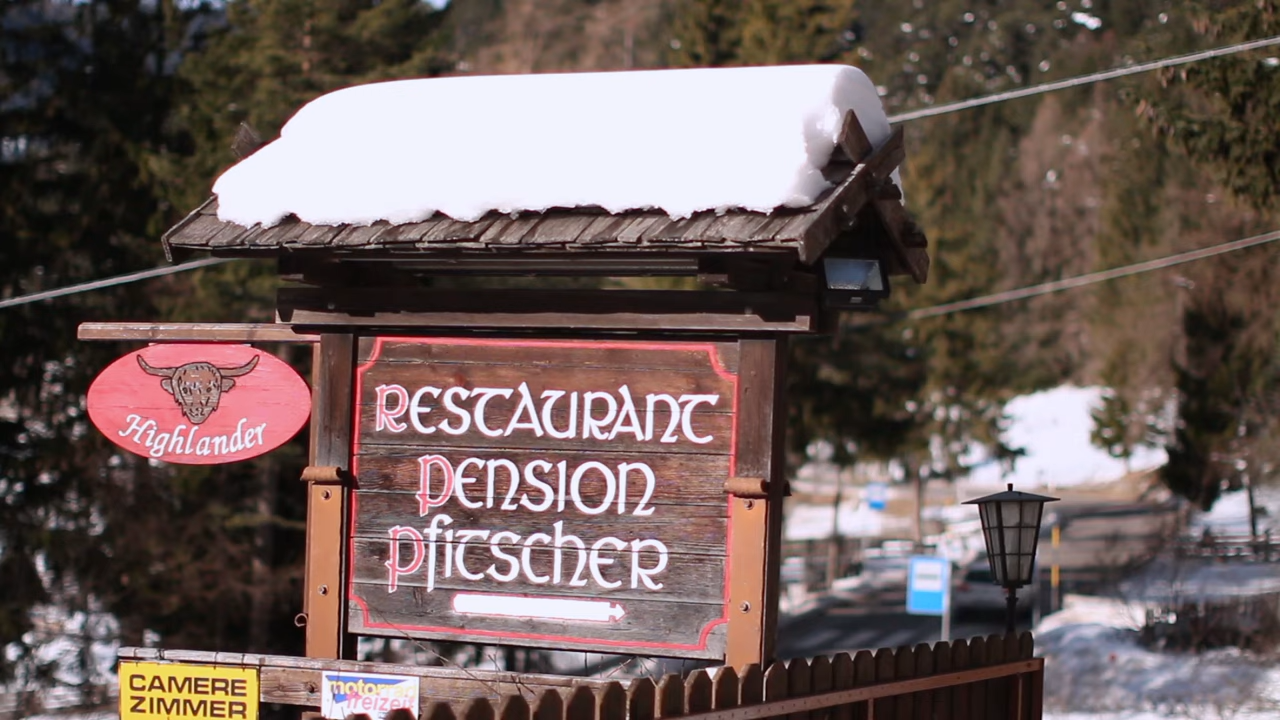 Highlander
RESTAURANT
PENSION
PFITSCHER
CAMERE
ZIMMER
motorrad
freizeit